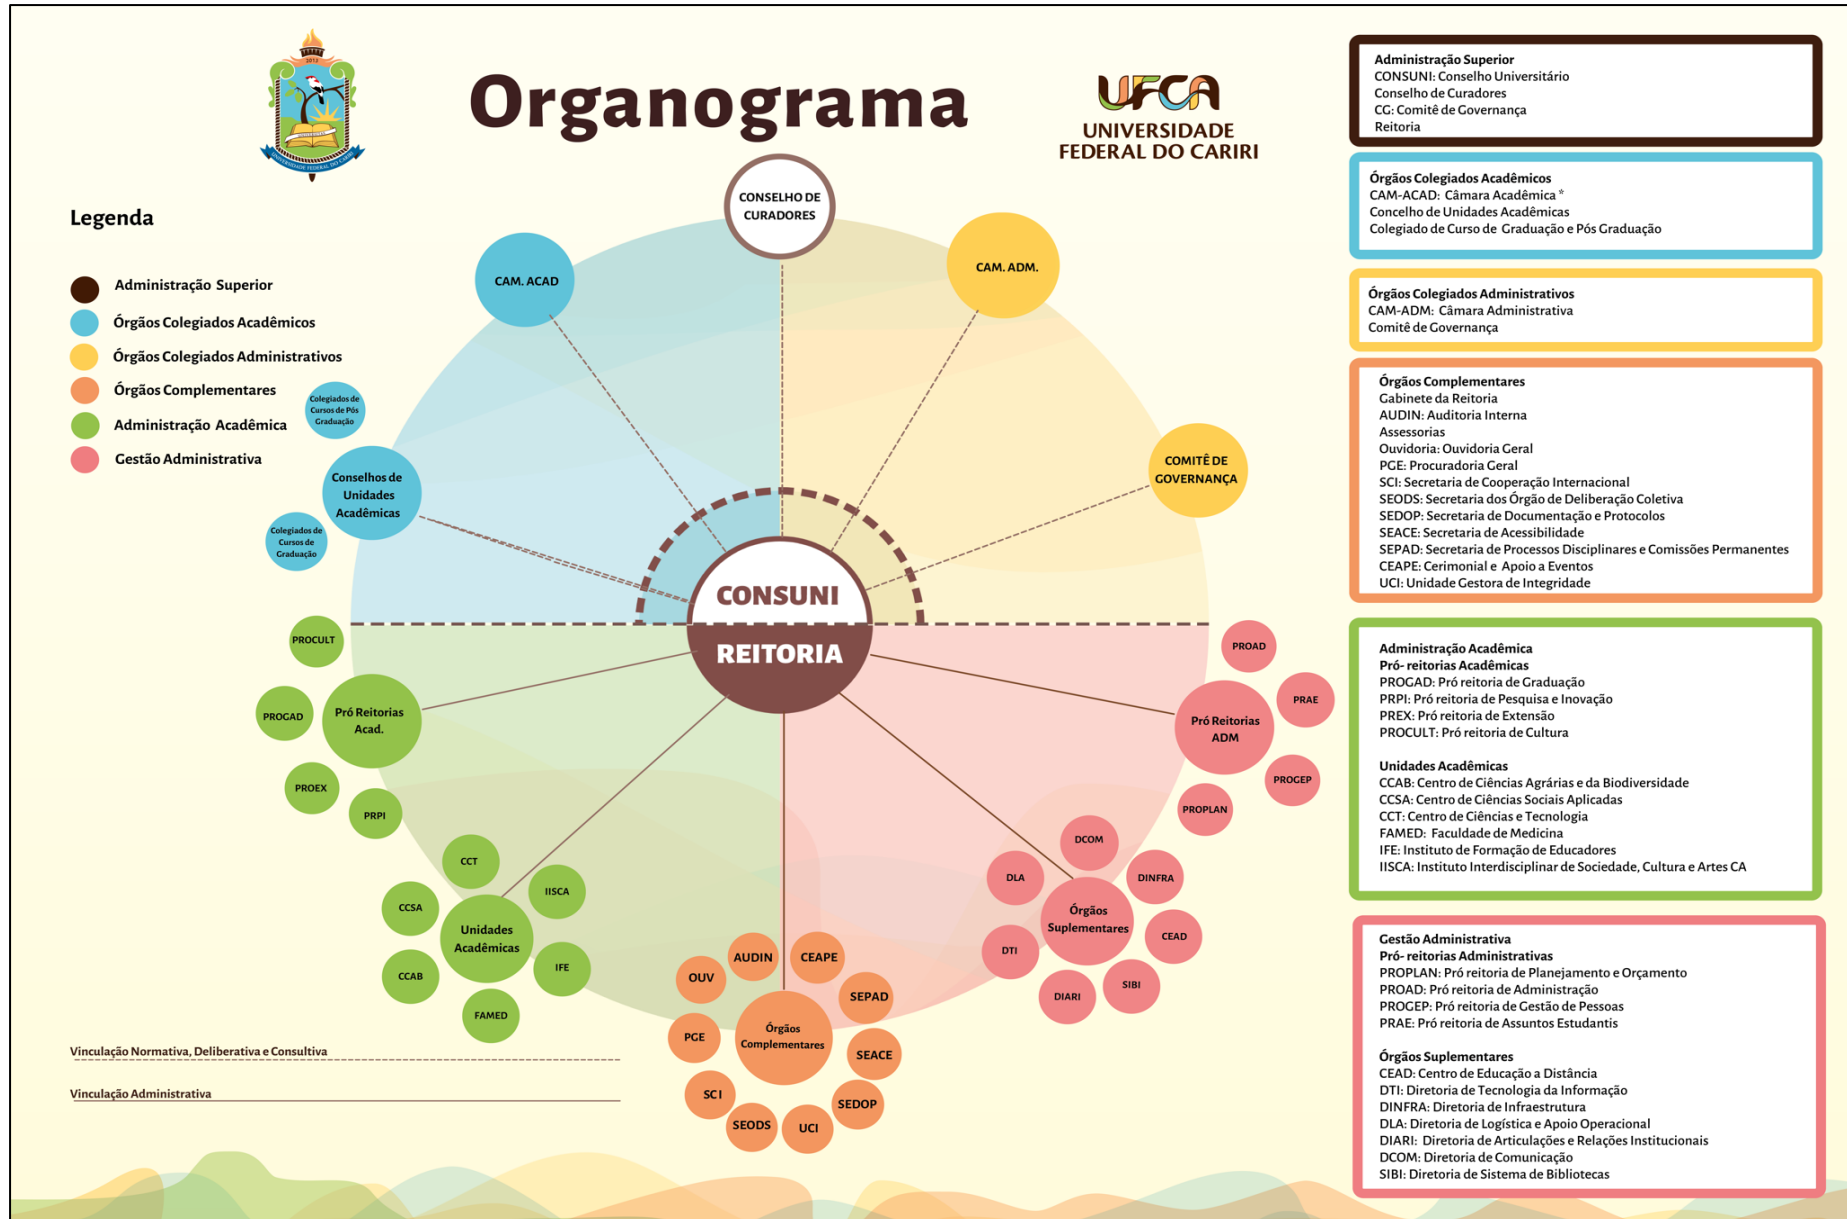 2013
UNIVERSIDADE FEDERAL DO CARIRI
Organograma
UFCA
UNIVERSIDADE
FEDERAL DO CARIRI
Legenda
Administração Superior
Órgãos Colegiados Acadêmicos
Órgãos Colegiados Administrativos
Órgãos Complementares
Administração Acadêmica
Gestão Administrativa
CONSELHO DE
CURADORES
CAM. ACAD
CAM. ADM.
Colegiados de
Cursos de Pós
Graduação
Conselhos de
Unidades
Acadêmicas
Colegiados de
Cursos de
Graduação
COMITÊ DE
GOVERNANÇA
CONSUNI
REITORIA
PROCULT
PROGAD
Pró Reitorias
Acad.
PROEX
PRPI
CCT
IISCA
CCSA
Unidades
Acadêmicas
CCAB
IFE
FAMED
AUDIN
CEAPE
OUV
SEPAD
PGE
Órgãos
Complementares
SEACE
SCI
SEDOP
SEODS
UCI
PROAD
PRAE
Pró Reitorias
ADM
PROGEP
PROPLAN
DCOM
DLA
DINFRA
Órgãos
Suplementares
CEAD
DTI
SIBI
DIARI
Vinculação Normativa, Deliberativa e Consultiva
Vinculação Administrativa
Administração Superior
CONSUNI: Conselho Universitário
Conselho de Curadores
CG: Comitê de Governança
Reitoria
Órgãos Colegiados Acadêmicos
CAM-ACAD: Câmara Acadêmica *
Concelho de Unidades Acadêmicas
Colegiado de Curso de Graduação e Pós Graduação
Órgãos Colegiados Administrativos
CAM-ADM: Câmara Administrativa
Comitê de Governança
Órgãos Complementares
Gabinete da Reitoria
AUDIN: Auditoria Interna
Assessorias
Ouvidoria: Ouvidoria Geral
PGE: Procuradoria Geral
SCI: Secretaria de Cooperação Internacional
SEODS: Secretaria dos Órgão de Deliberação Coletiva
SEDOP: Secretaria de Documentação e Protocolos
SEACE: Secretaria de Acessibilidade
SEPAD: Secretaria de Processos Disciplinares e Comissões Permanentes
CEAPE: Cerimonial e Apoio a Eventos
UCI: Unidade Gestora de Integridade
Administração Acadêmica
Pró- reitorias Acadêmicas
PROGAD: Pró reitoria de Graduação
PRPI: Pró reitoria de Pesquisa e Inovação
PREX: Pró reitoria de Extensão
PROCULT: Pró reitoria de Cultura
Unidades Acadêmicas
CCAB: Centro de Ciências Agrárias e da Biodiversidade
CCSA: Centro de Ciências Sociais Aplicadas
CCT: Centro de Ciências e Tecnologia
FAMED: Faculdade de Medicina
IFE: Instituto de Formação de Educadores
IISCA: Instituto Interdisciplinar de Sociedade, Cultura e Artes CA
Gestão Administrativa
Pró- reitorias Administrativas
PROPLAN: Pró reitoria de Planejamento e Orçamento
PROAD: Pró reitoria de Administração
PROGEP: Pró reitoria de Gestão de Pessoas
PRAE: Pró reitoria de Assuntos Estudantis
Órgãos Suplementares
CEAD: Centro de Educação a Distância
DTI: Diretoria de Tecnologia da Informação
DINFRA: Diretoria de Infraestrutura
DLA: Diretoria de Logística e Apoio Operacional
DIARI: Diretoria de Articulações e Relações Institucionais
DCOM: Diretoria de Comunicação
SIBI: Diretoria de Sistema de Bibliotecas